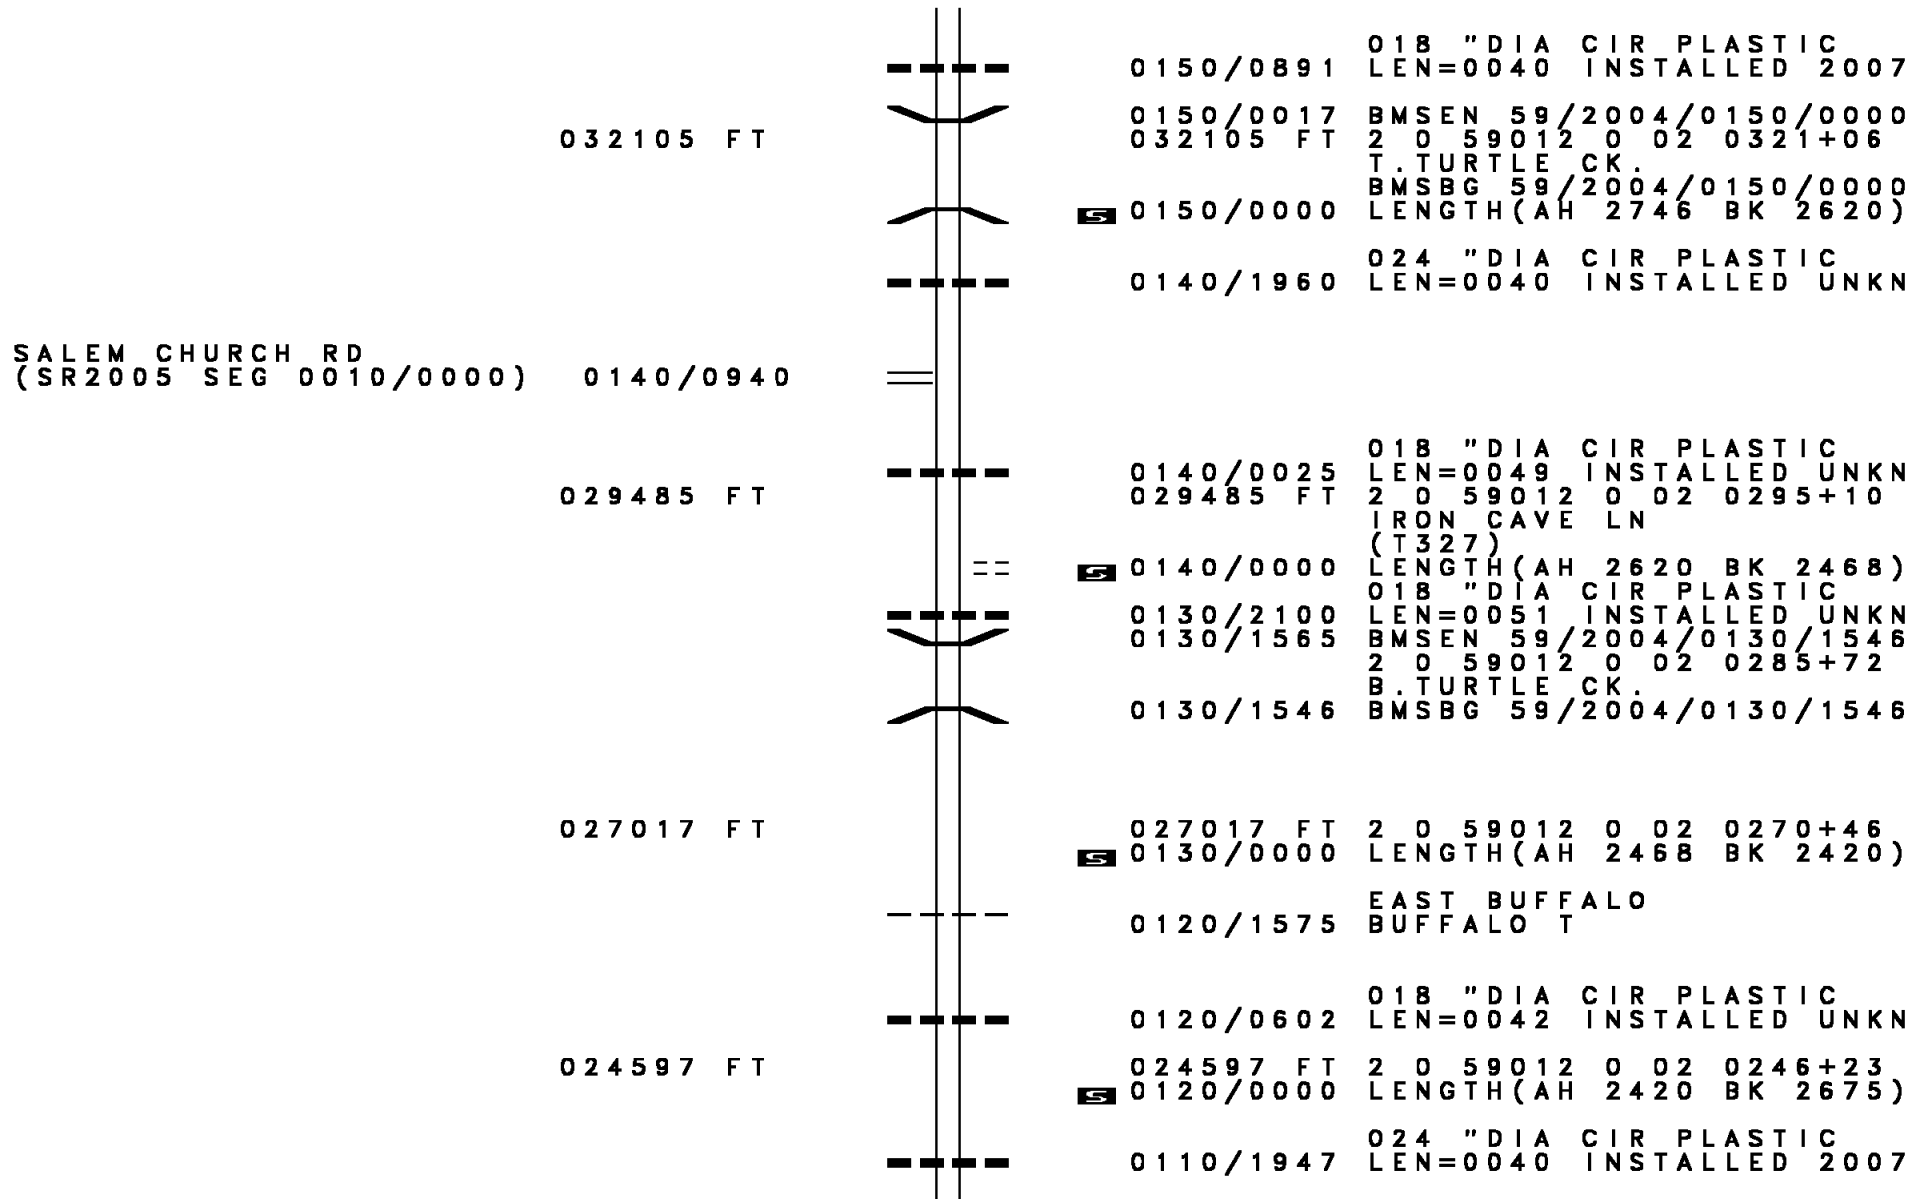 018 "DIA CIR PLASTIC
0150/0891 LEN=0040 INSTALLED 2007
0150/0017 BMSEN 59/2004/0150/0000
032105 FT 032105 FT 2 0 59012 0 02 0321+06
T.TURTLE CK.
BMSBG 59/2004/0150/0000
S 0150/0000 LENGTH(AH 2746 BK 2620)
024 "DIA CIR PLASTIC
0140/1960 LEN=0040 INSTALLED UNKN
SALEM CHURCH RD
(SR2005 SEG 0010/0000) 0140/0940
018 "DIA CIR PLASTIC
0140/0025 LEN=0049 INSTALLED UNKN
029485 FT 029485 FT 2 0 59012 0 02 0295+10
IRON CAVE LN
(T327)
S 0140/0000 LENGTH(AH 2620 BK 2468)
018 "DIA CIR PLASTIC
0130/2100 LEN=0051 INSTALLED UNKN
0130/1565 BMSEN 59/2004/0130/1546
2 0 59012 0 02 0285+72
B.TURTLE CK.
0130/1546 BMSBG 59/2004/0130/1546
027017 FT 027017 FT 2 0 59012 0 02 0270+46
S 0130/0000 LENGTH(AH 2468 BK 2420)
EAST BUFFALO
0120/1575 BUFFALO T
018 "DIA CIR PLASTIC
0120/0602 LEN=0042 INSTALLED UNKN
024597 FT 024597 FT 2 0 59012 0 02 0246+23
S 0120/0000 LENGTH(AH 2420 BK 2675)
024 "DIA CIR PLASTIC
0110/1947 LEN=0040 INSTALLED 2007